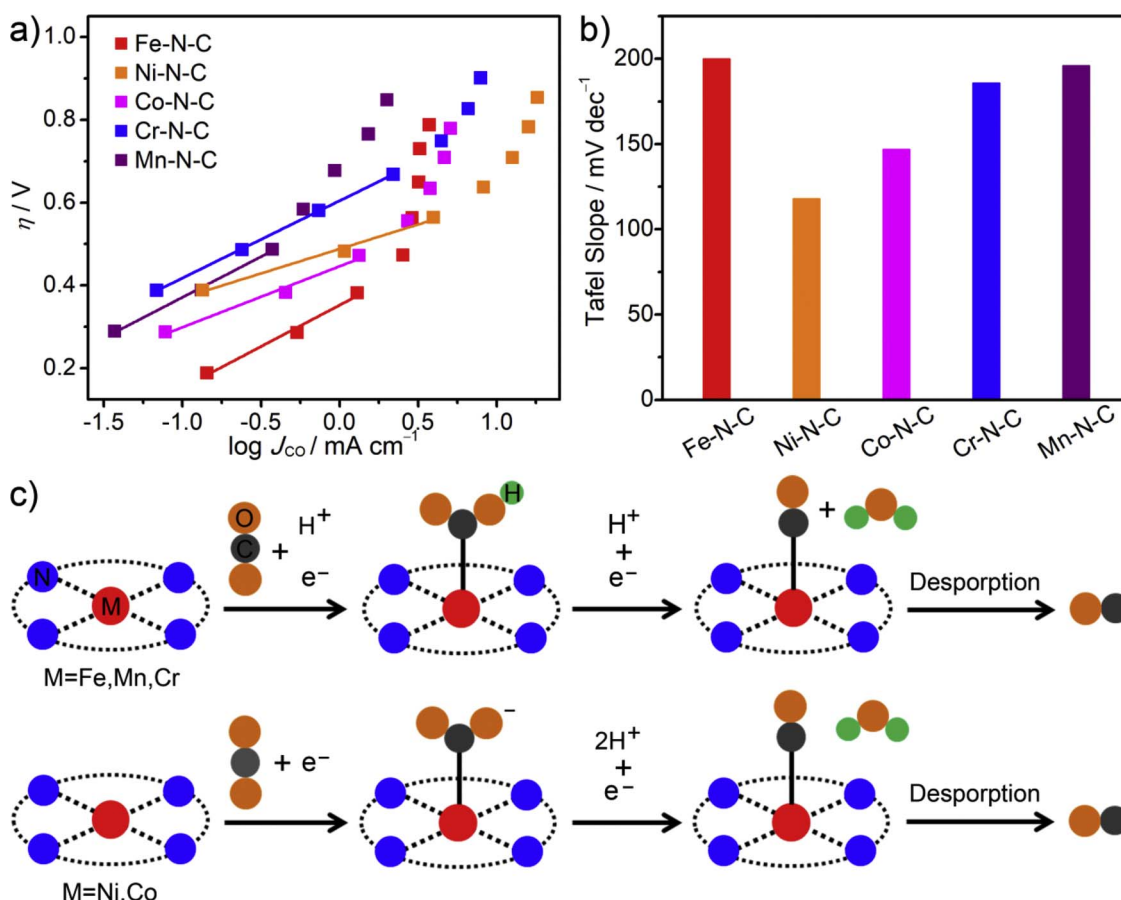 a)
1.0
0.8
0.6
0.4
0.2
η / V
Fe-N-C
Ni-N-C
Co-N-C
Cr-N-C
Mn-N-C
-1.5
-1.0
-0.5
0.0
0.5
1.0
log JCO / mA cm−1
b)
200
150
100
50
0
Tafel Slope / mV dec−1
Fe-N-C
Ni-N-C
Co-N-C
Cr-N-C
Mn-N-C
c)
N
M
M=Fe,Mn,Cr
O
C
+
H+
e−
H
H+
+
e−
+
Desporption
M=Ni,Co
+ e−
−
2H+
+
e−
Desporption